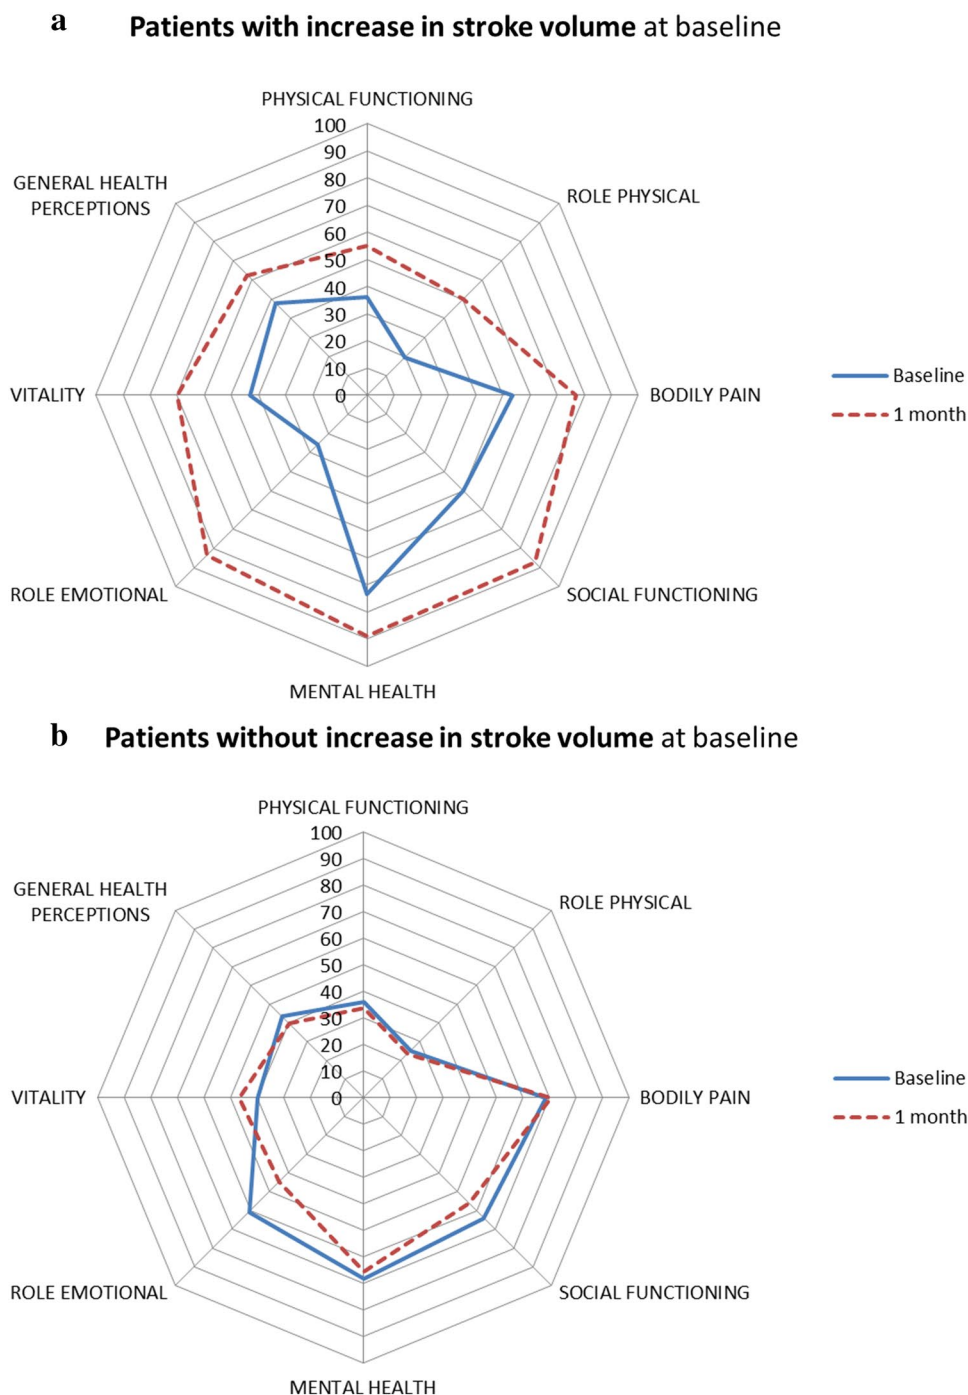 a Patients with increase in stroke volume at baseline
PHYSICAL FUNCTIONING
100
90
80
70
60
50
40
30
20
10
0
GENERAL HEALTH
PERCEPTIONS
ROLE PHYSICAL
VITALITY
BODILY PAIN
Baseline
1 month
ROLE EMOTIONAL
SOCIAL FUNCTIONING
MENTAL HEALTH
b Patients without increase in stroke volume at baseline
PHYSICAL FUNCTIONING
100
90
80
70
60
50
40
30
20
10
0
GENERAL HEALTH
PERCEPTIONS
ROLE PHYSICAL
VITALITY
BODILY PAIN
Baseline
1 month
ROLE EMOTIONAL
SOCIAL FUNCTIONING
MENTAL HEALTH